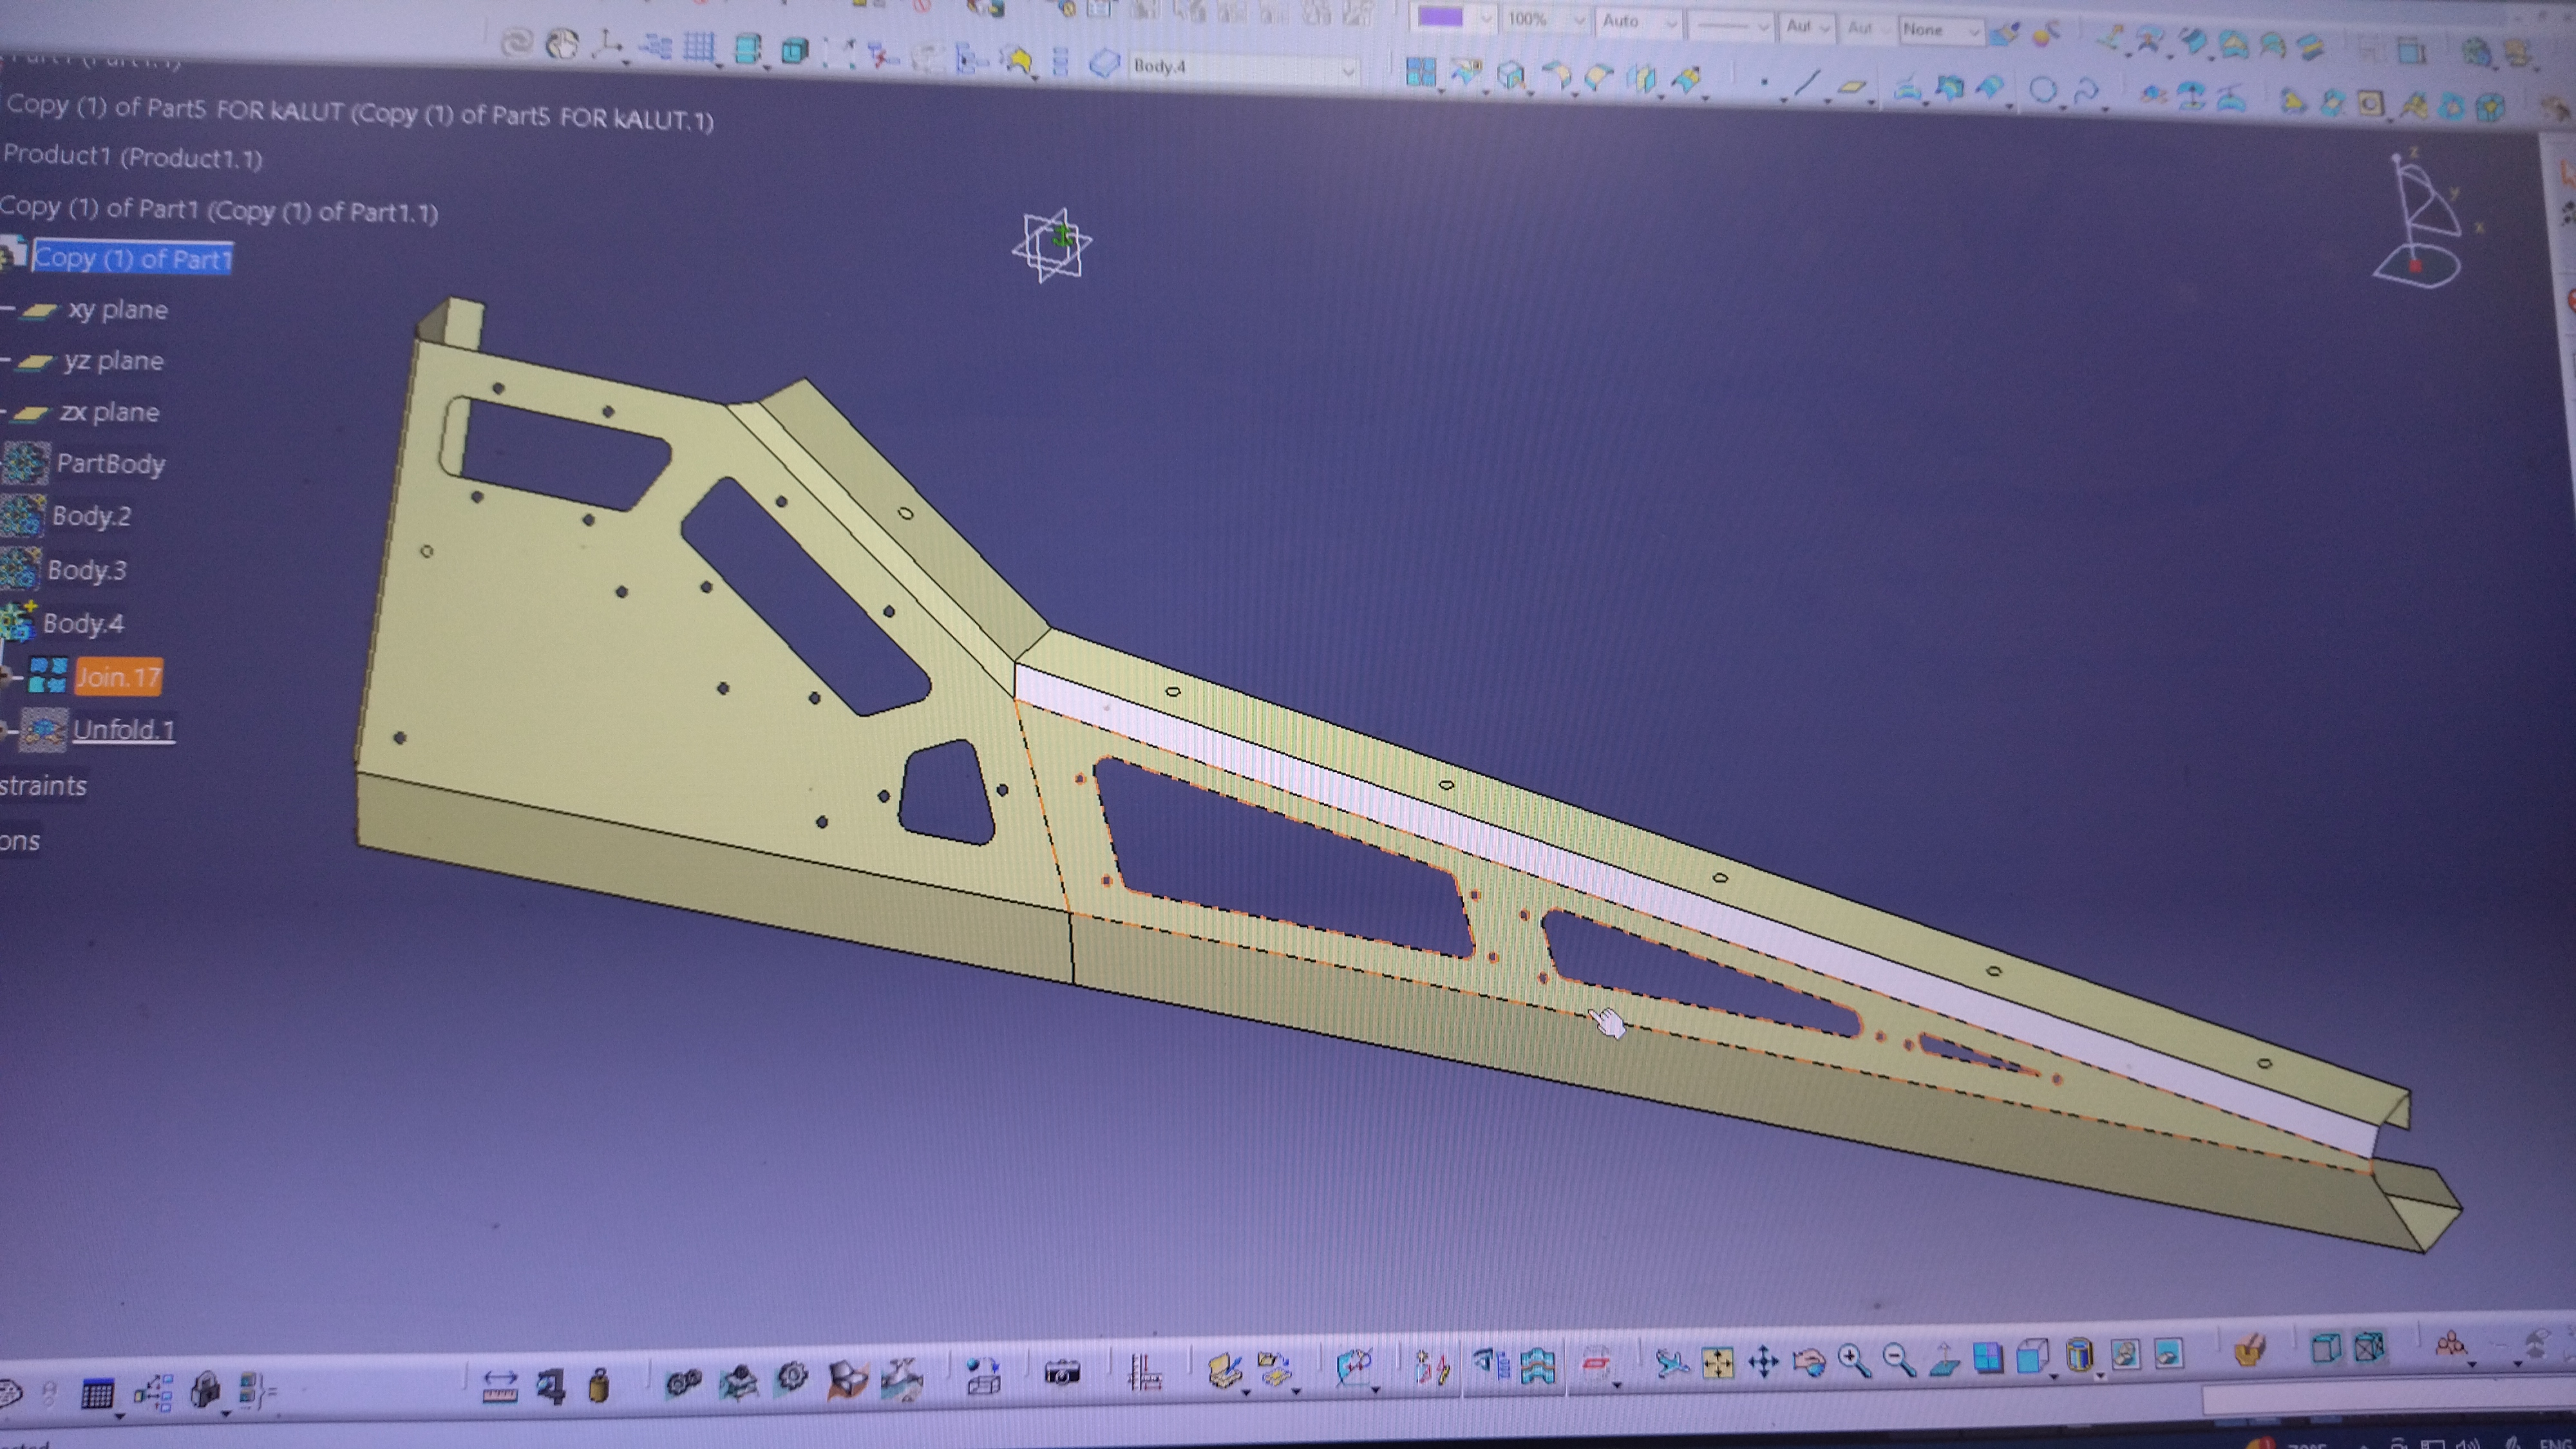 100%
Auto
Aut
Aut
None
Body.4
Copy (1) of Part5 FOR kALUT (Copy (1) of Part5 FOR kALUT.1)
Product1 (Product1.1)
Copy (1) of Part1 (Copy (1) of Part1.1)
Copy (1) of Part1
xy plane
yz plane
zx plane
PartBody
Body.2
Body.3
Body.4
Join.17
Unfold.1
straints
ons
z
y
x